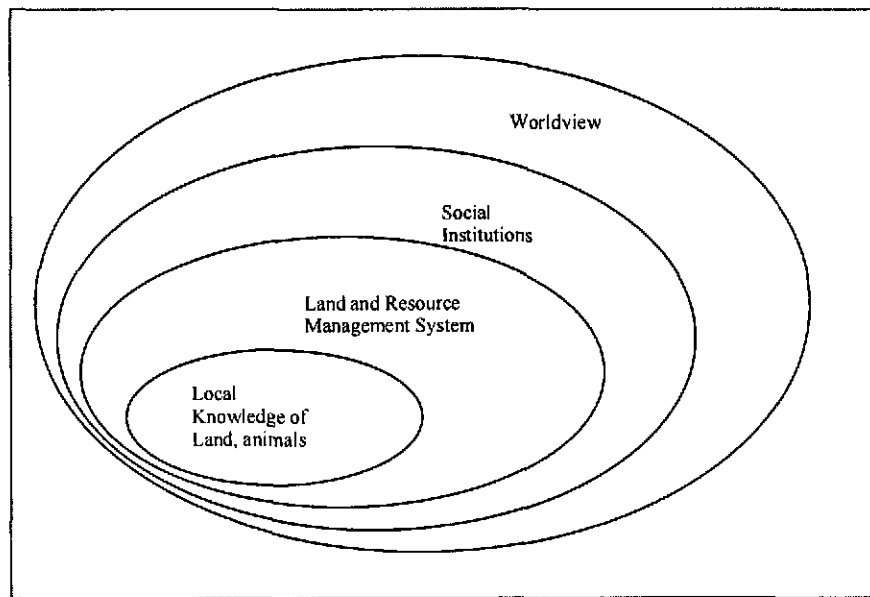 Worldview
Social
Institutions
Land and Resource
Management System
Local
Knowledge of
Land, animals